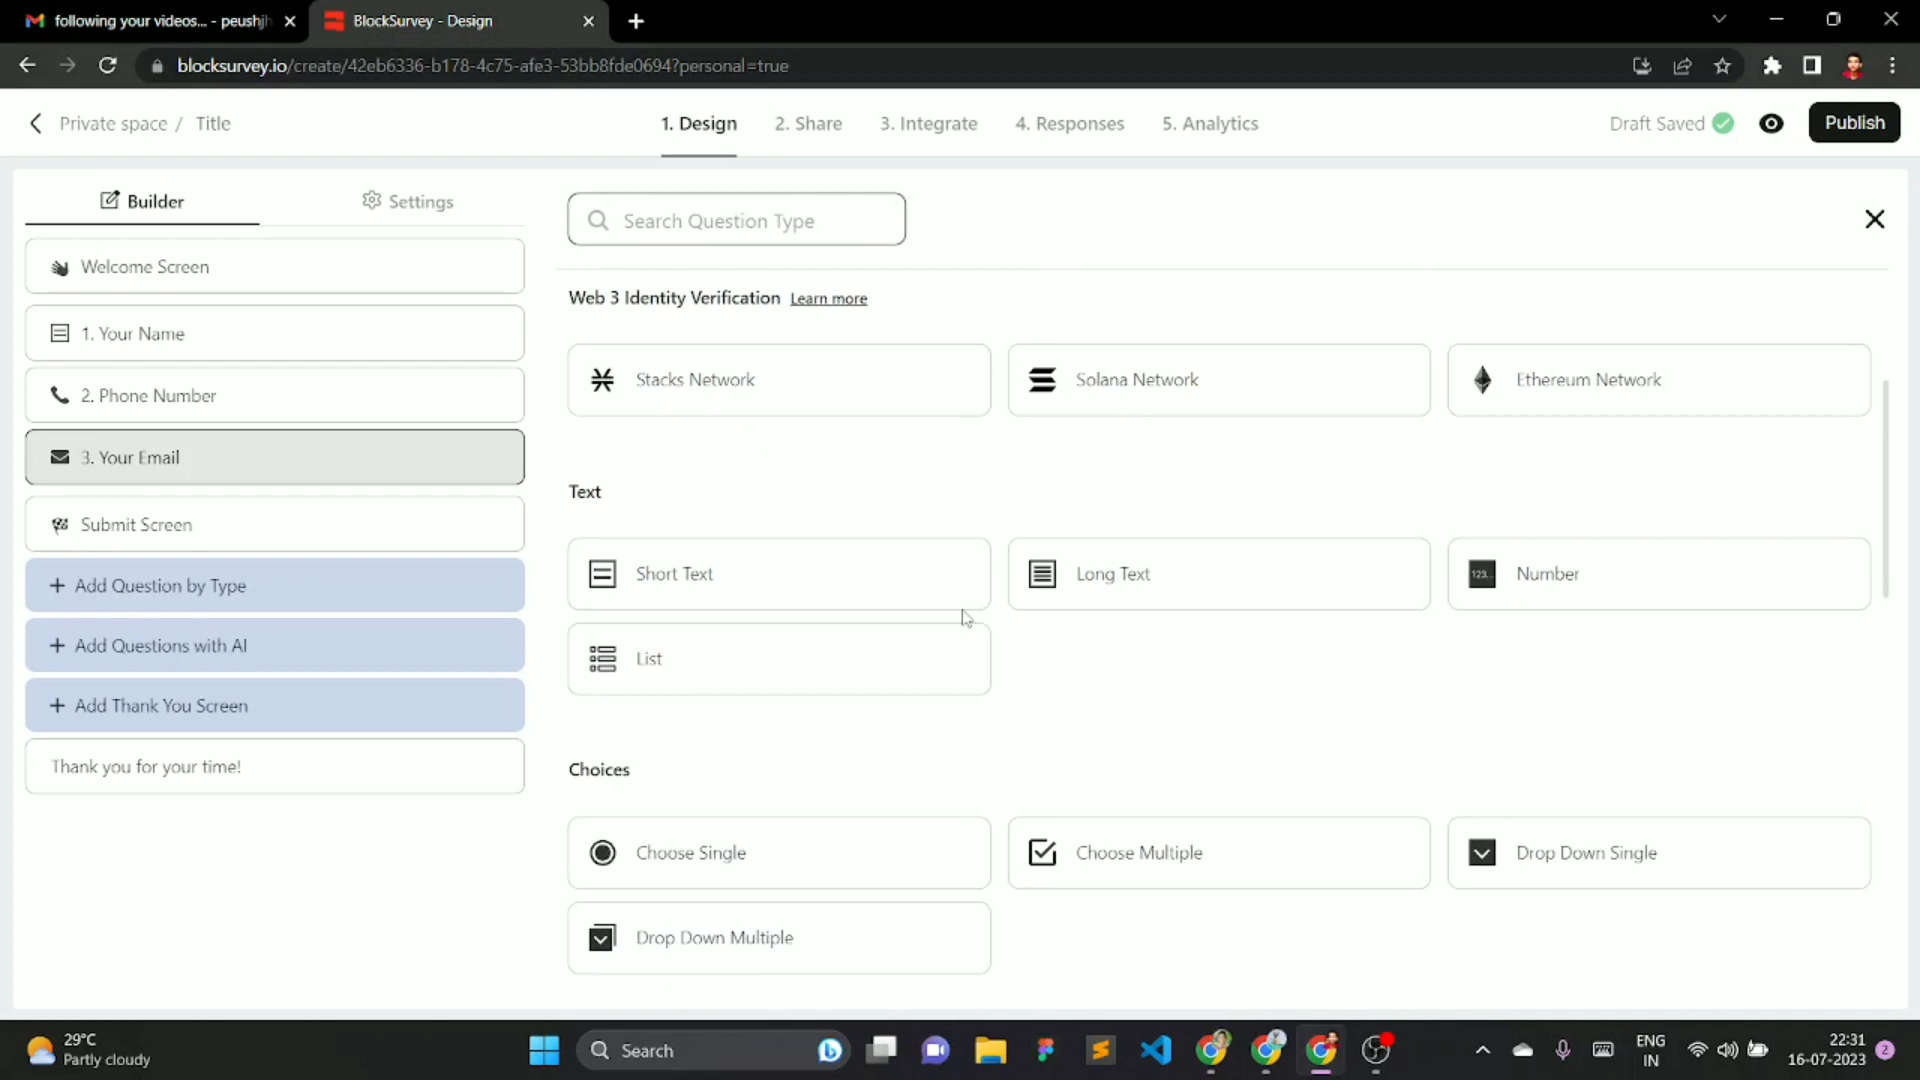 following your videos... - peushjh
BlockSurvey - Design
blocksurvey.io/create/42eb6336-b178-4c75-afe3-53bb8fde0694?personal=true
Private space / Title
1. Design
2. Share
3. Integrate
4. Responses
5. Analytics
Draft Saved
Publish
Builder
Settings
Welcome Screen
1. Your Name
2. Phone Number
3. Your Email
Submit Screen
+ Add Question by Type
+ Add Questions with AI
+ Add Thank You Screen
Thank you for your time!
Search Question Type
Web 3 Identity Verification Learn more
Stacks Network
Solana Network
Ethereum Network
Text
Short Text
Long Text
123... Number
List
Choices
Choose Single
Choose Multiple
Drop Down Single
Drop Down Multiple
29°C
Partly cloudy
Search
ENG
IN
22:31
16-07-2023
2